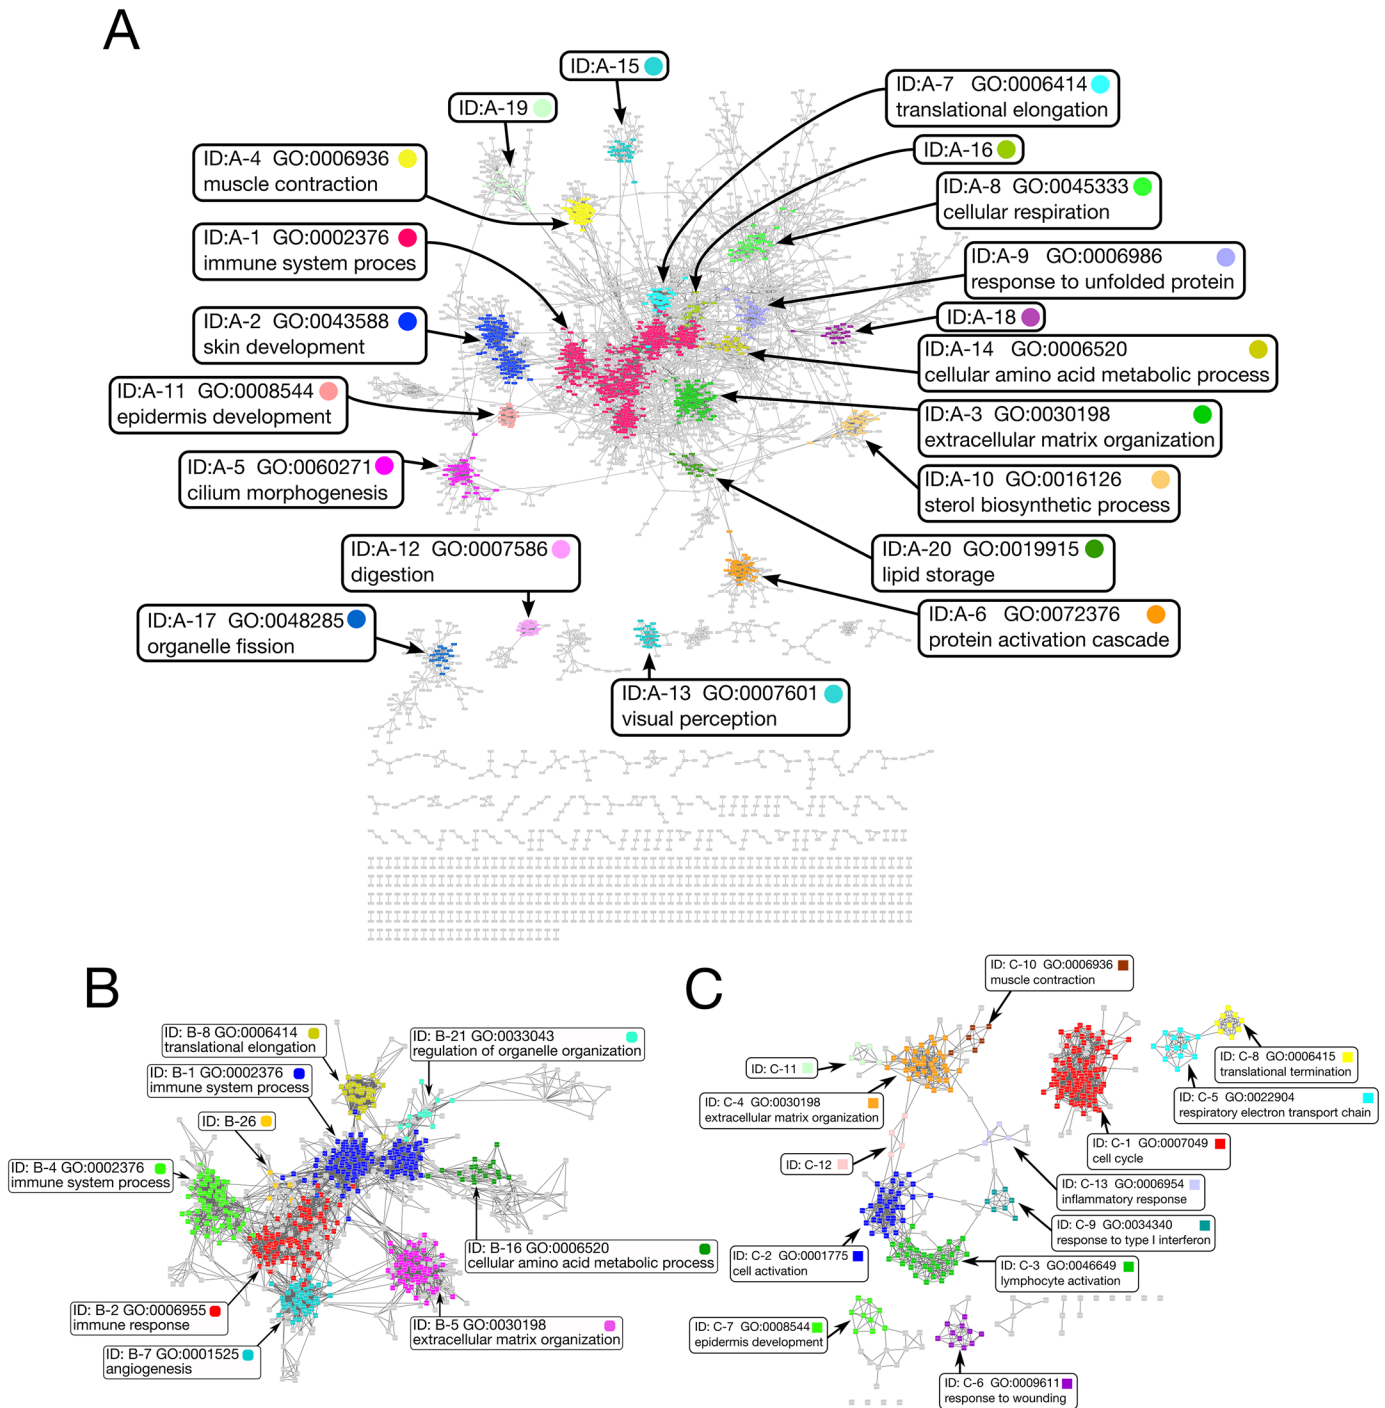 A
ID:A-15
ID:A-19
ID:A-7 GO:0006414
translational elongation
ID:A-4 GO:0006936
muscle contraction
ID:A-16
ID:A-8 GO:0045333
cellular respiration
ID:A-1 GO:0002376
immune system proces
ID:A-9 GO:0006986
response to unfolded protein
ID:A-2 GO:0043588
skin development
ID:A-18
ID:A-14 GO:0006520
cellular amino acid metabolic process
ID:A-11 GO:0008544
epidermis development
ID:A-3 GO:0030198
extracellular matrix organization
ID:A-5 GO:0060271
cilium morphogenesis
ID:A-10 GO:0016126
sterol biosynthetic process
ID:A-12 GO:0007586
digestion
ID:A-20 GO:0019915
lipid storage
ID:A-17 GO:0048285
organelle fission
ID:A-6 GO:0072376
protein activation cascade
ID:A-13 GO:0007601
visual perception
B
ID: B-8 GO:0006414
translational elongation
ID: B-21 GO:0033043
regulation of organelle organization
ID: B-1 GO:0002376
immune system process
ID: B-26
ID: B-4 GO:0002376
immune system process
ID: B-16 GO:0006520
cellular amino acid metabolic process
ID: B-2 GO:0006955
immune response
ID: B-5 GO:0030198
extracellular matrix organization
ID: B-7 GO:0001525
angiogenesis
C
ID: C-10 GO:0006936
muscle contraction
ID: C-11
ID: C-8 GO:0006415
translational termination
ID: C-4 GO:0030198
extracellular matrix organization
ID: C-5 GO:0022904
respiratory electron transport chain
ID: C-1 GO:0007049
cell cycle
ID: C-12
ID: C-13 GO:0006954
inflammatory response
ID: C-9 GO:0034340
response to type I interferon
ID: C-2 GO:0001775
cell activation
ID: C-3 GO:0046649
lymphocyte activation
ID: C-7 GO:0008544
epidermis development
ID: C-6 GO:0009611
response to wounding